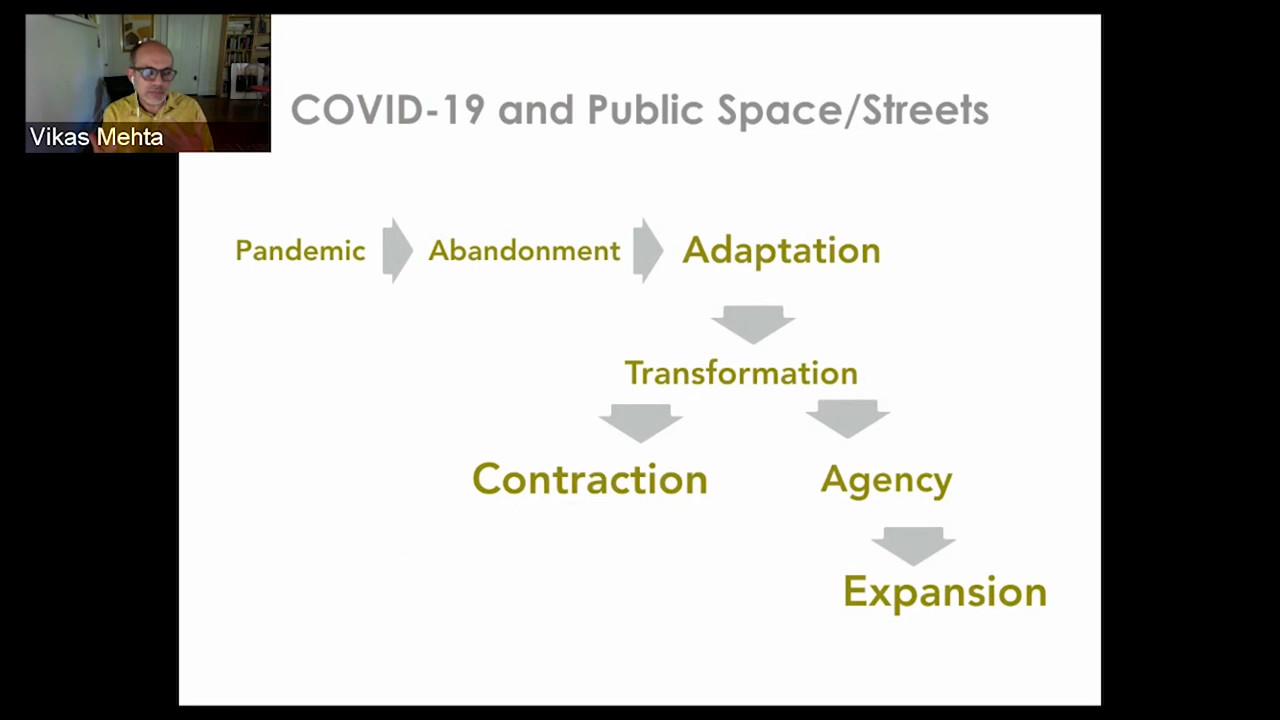 COVID-19 and Public Space/Streets
Vikas Mehta
Pandemic Abandonment Adaptation
Transformation
Contraction Agency
Expansion